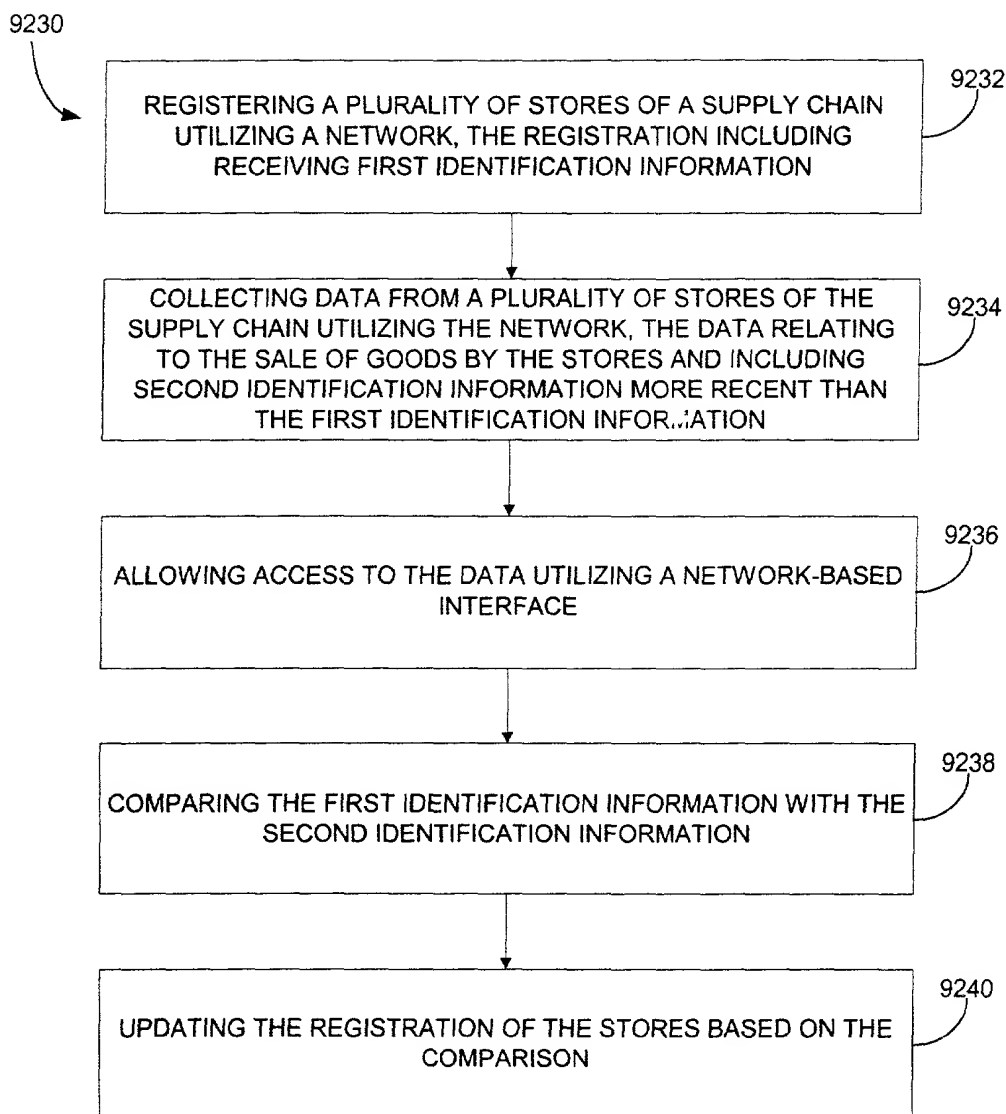 9230
9232
REGISTERING A PLURALITY OF STORES OF A SUPPLY CHAIN
UTILIZING A NETWORK, THE REGISTRATION INCLUDING
RECEIVING FIRST IDENTIFICATION INFORMATION
9234
COLLECTING DATA FROM A PLURALITY OF STORES OF THE
SUPPLY CHAIN UTILIZING THE NETWORK, THE DATA RELATING
TO THE SALE OF GOODS BY THE STORES AND INCLUDING
SECOND IDENTIFICATION INFORMATION MORE RECENT THAN
THE FIRST IDENTIFICATION INFORMATION
9236
ALLOWING ACCESS TO THE DATA UTILIZING A NETWORK-BASED
INTERFACE
9238
COMPARING THE FIRST IDENTIFICATION INFORMATION WITH THE
SECOND IDENTIFICATION INFORMATION
9240
UPDATING THE REGISTRATION OF THE STORES BASED ON THE
COMPARISON